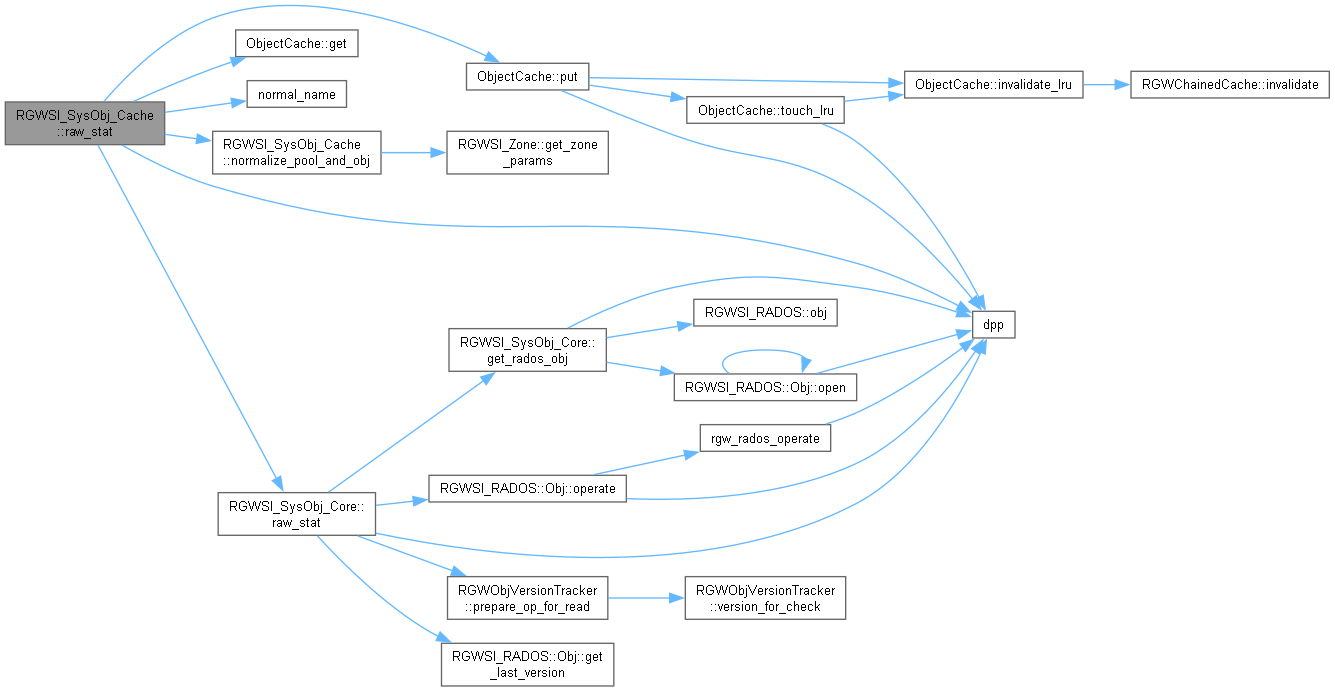 RGWSI_SysObj_Cache
::raw_stat
ObjectCache::get
normal_name
RGWSI_SysObj_Cache
::normalize_pool_and_obj
RGWSI_Zone::get_zone
_params
ObjectCache::put
ObjectCache::touch_lru
ObjectCache::invalidate_lru
RGWChainedCache::invalidate
dpp
RGWSI_SysObj_Core::
raw_stat
RGWSI_SysObj_Core::
get_rados_obj
RGWSI_RADOS::obj
RGWSI_RADOS::Obj::open
rgw_rados_operate
RGWSI_RADOS::Obj::operate
RGWObjVersionTracker
::prepare_op_for_read
RGWObjVersionTracker
::version_for_check
RGWSI_RADOS::Obj::get
_last_version